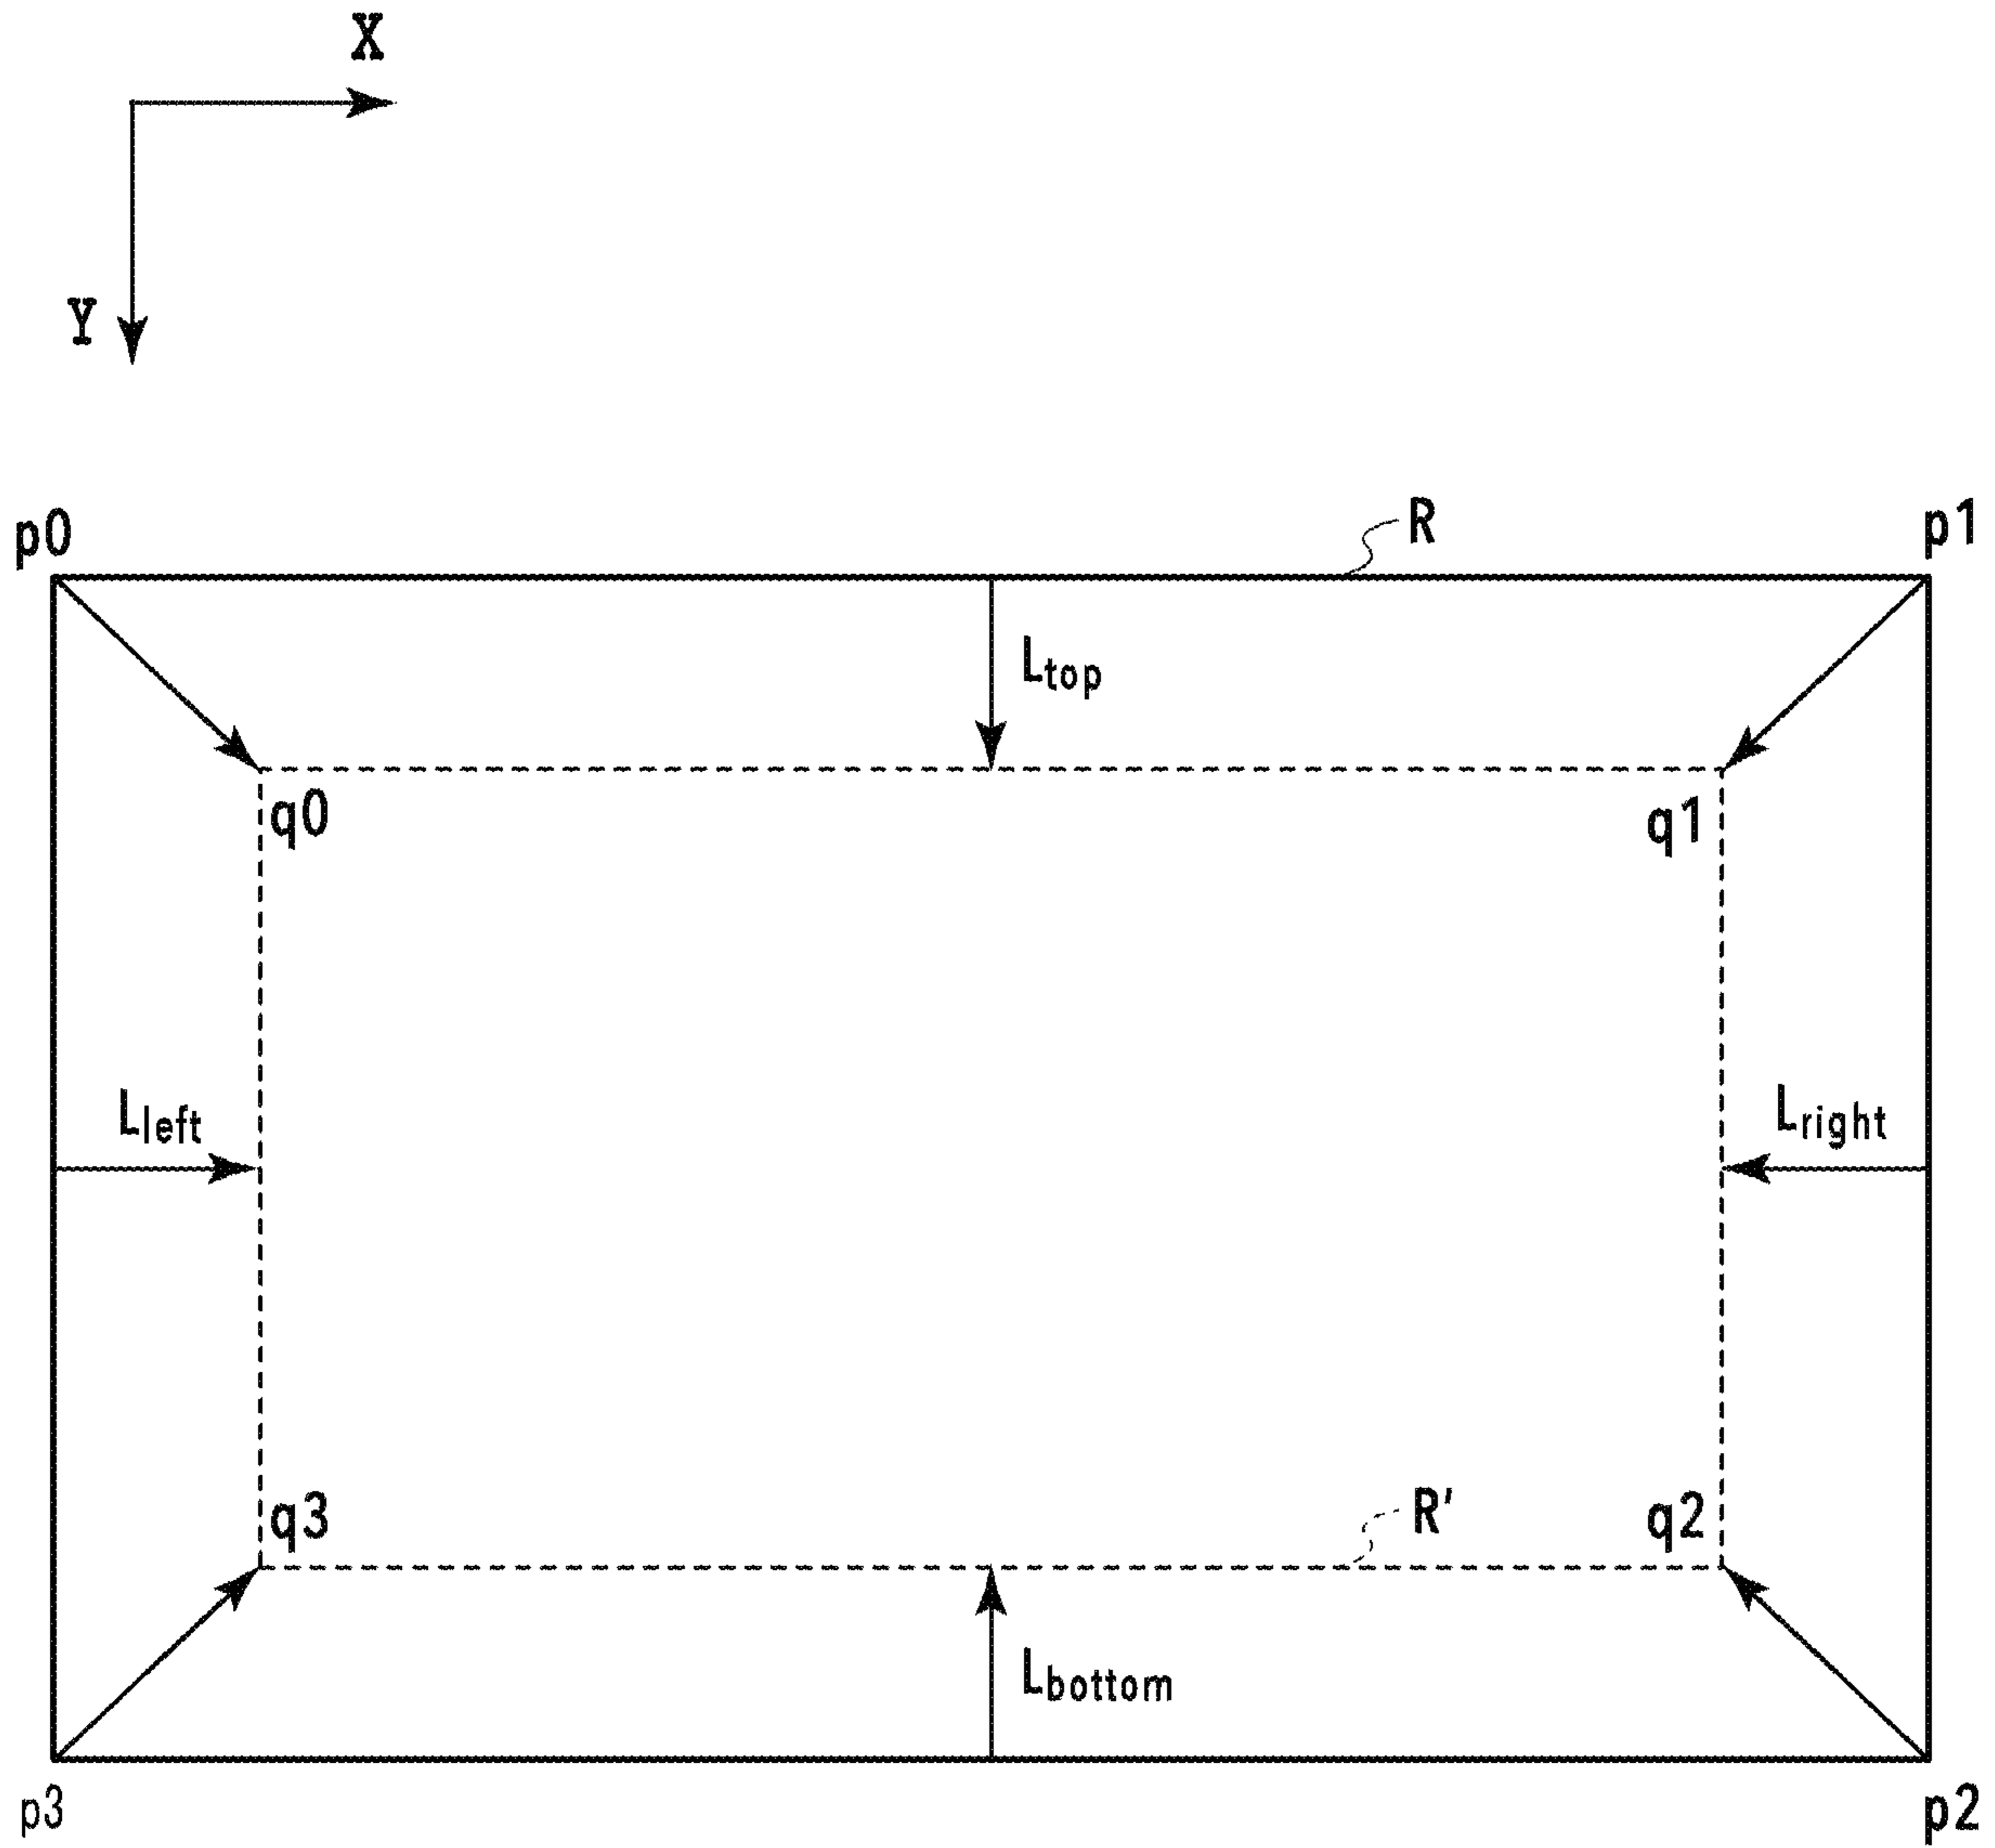 X
Y
p0
R
p1
Ltop
q0
q1
Lleft
Lright
q3
R'
q2
Lbottom
p3
p2